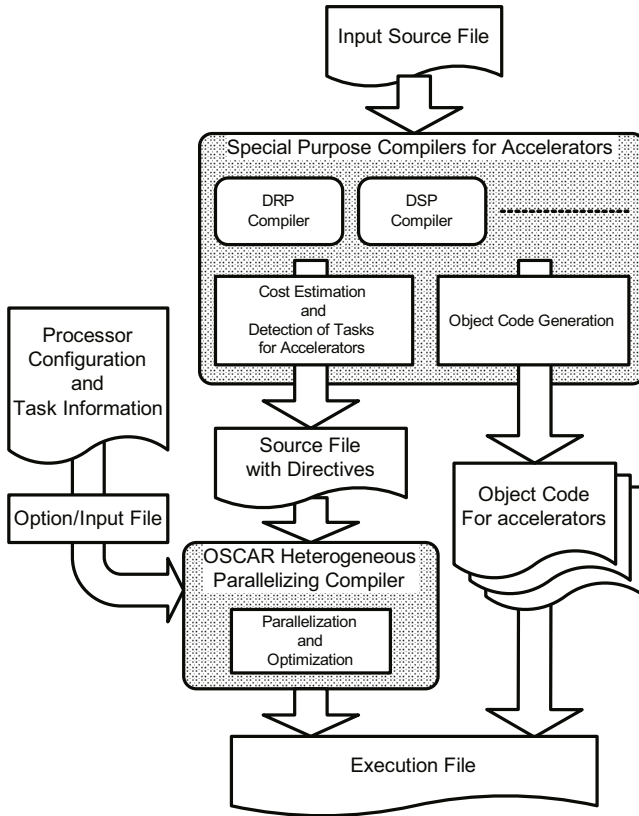 Input Source File
Special Purpose Compilers for Accelerators
DRP
Compiler
DSP
Compiler
Cost Estimation
and
Detection of Tasks
for Accelerators
Object Code Generation
Processor
Configuration
and
Task Information
Source File
with Directives
Option/Input File
Object Code
For accelerators
OSCAR Heterogeneous
Parallelizing Compiler
Parallelization
and
Optimization
Execution File